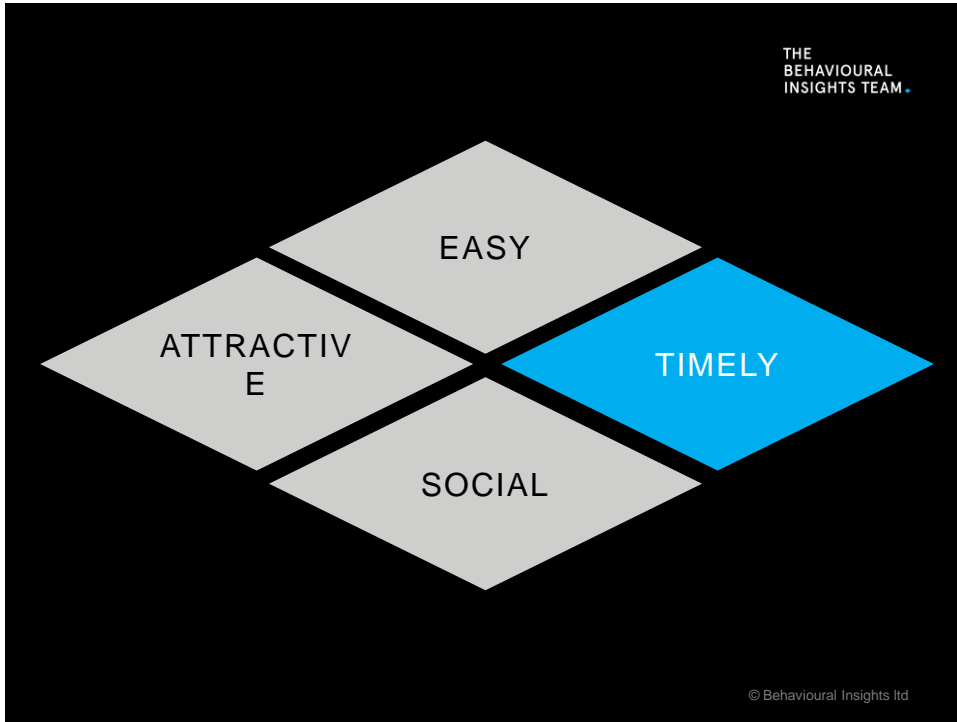 THE
BEHAVIOURAL
INSIGHTS TEAM.
EASY
ATTRACTIV
E
TIMELY
SOCIAL
© Behavioural Insights ltd